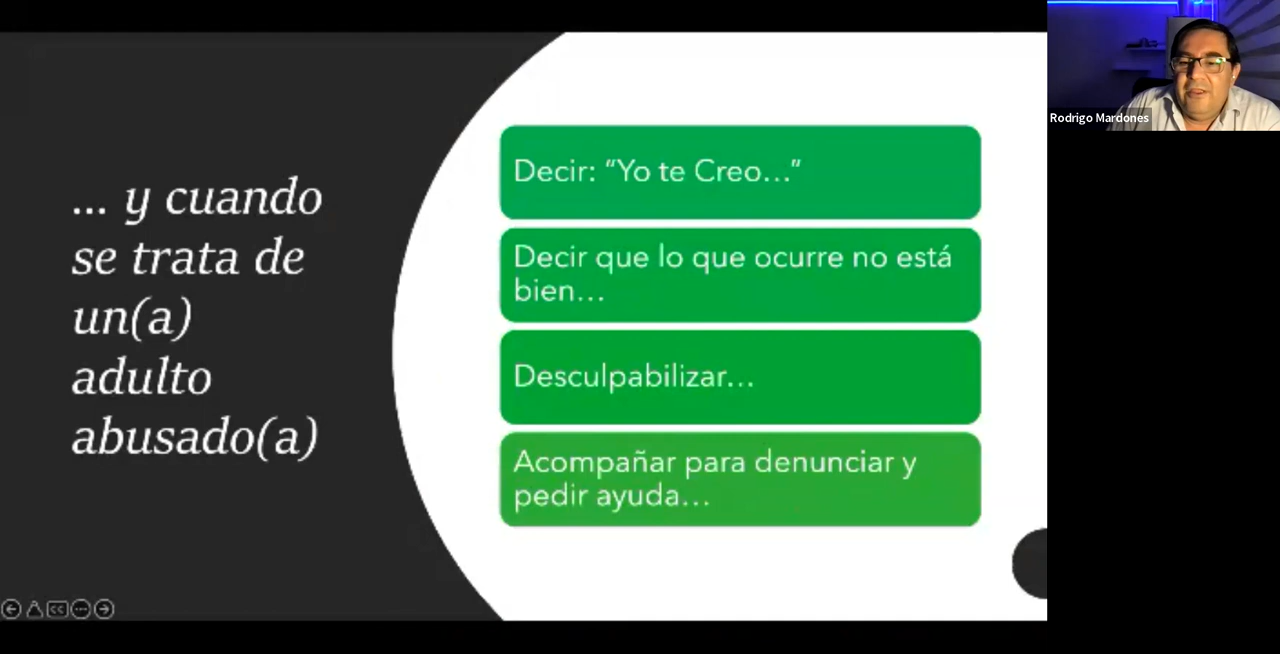 ... y cuando
se trata de
un(a)
adulto
abusado(a)
Decir: “Yo te Creo...”
Decir que lo que ocurre no está
bien...
Desculpabilizar...
Acompañar para denunciar y
pedir ayuda...
Rodrigo Mardones
CC